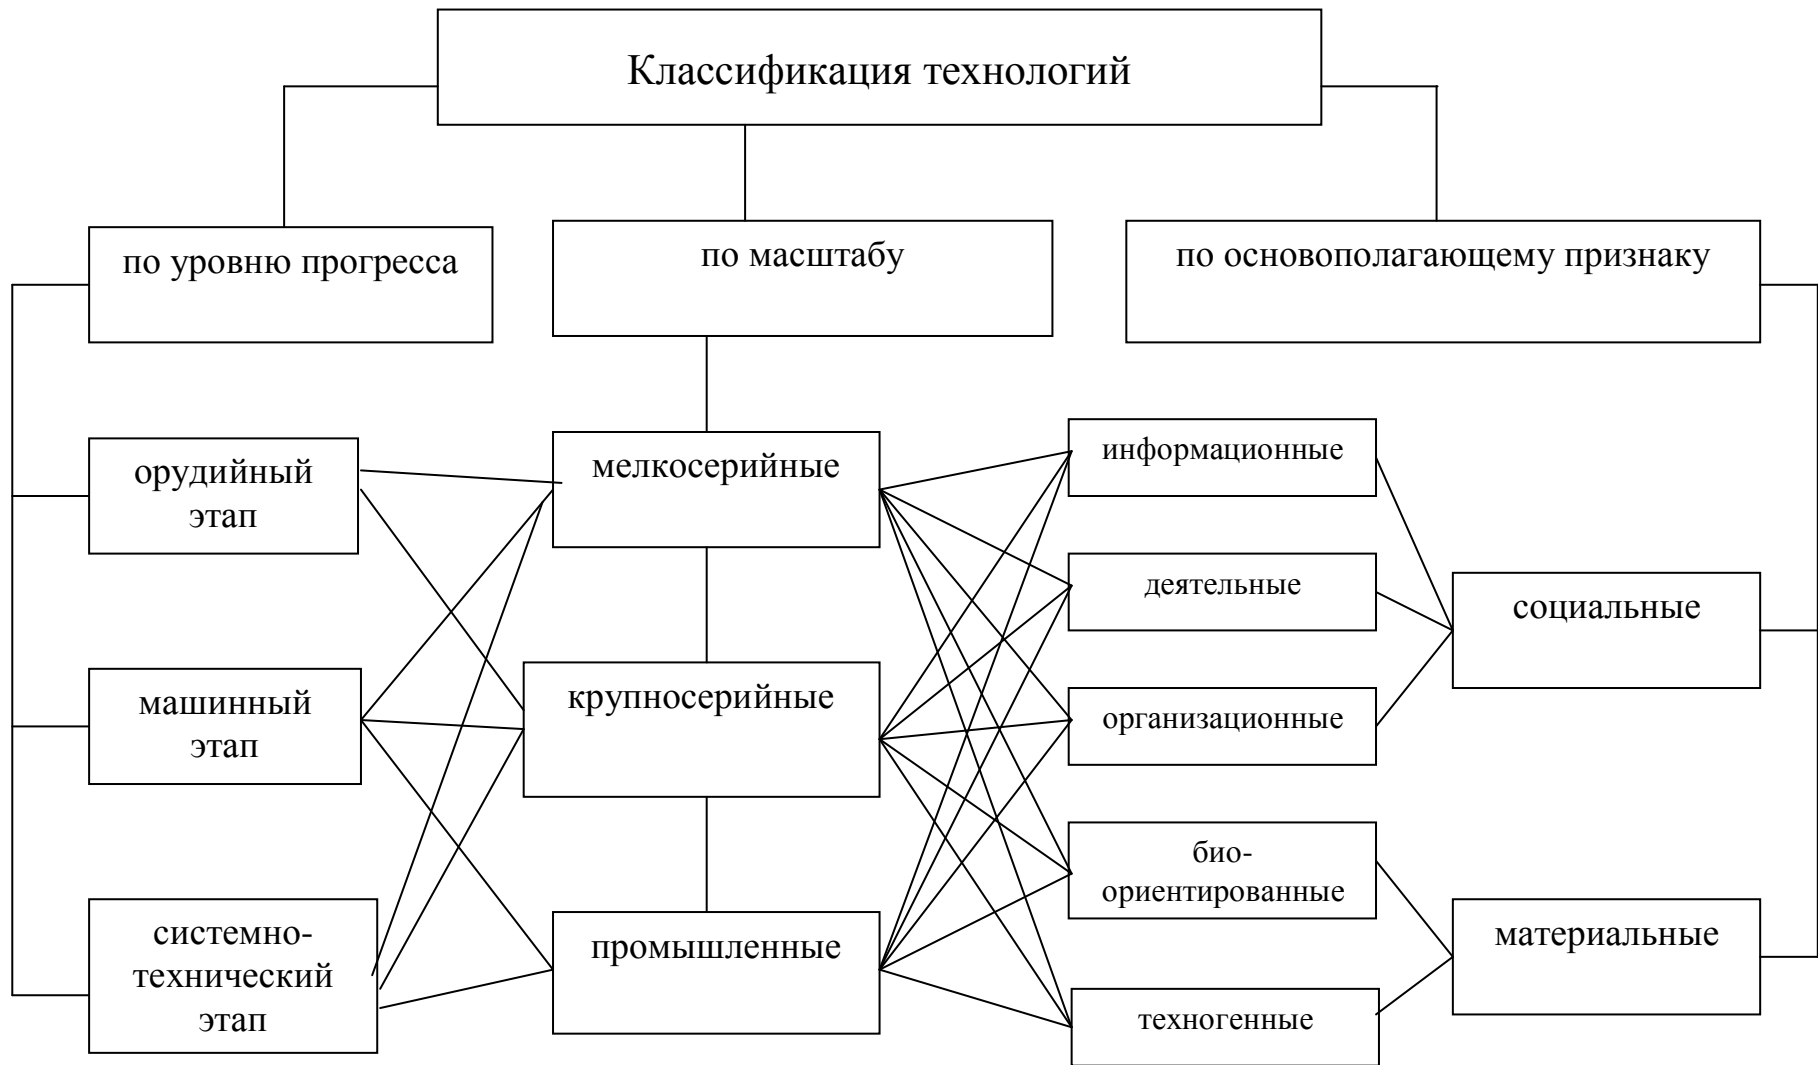 Классификация технологий
по уровню прогресса
по масштабу
по основополагающему признаку
орудийный
этап
мелкосерийные
информационные
деятельные
социальные
машинный
этап
крупносерийные
организационные
био-
ориентированные
системно-
технический
этап
промышленные
материальные
техногенные